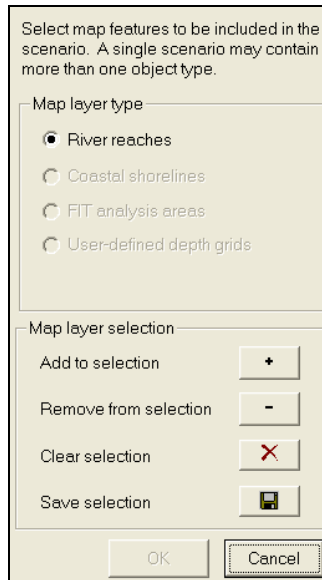 Select map features to be included in the
scenario. A single scenario may contain
more than one object type.
Map layer type
River reaches
Coastal shorelines
FIT analysis areas
User-defined depth grids
Map layer selection
Add to selection +
Remove from selection -
Clear selection
Save selection
OK Cancel